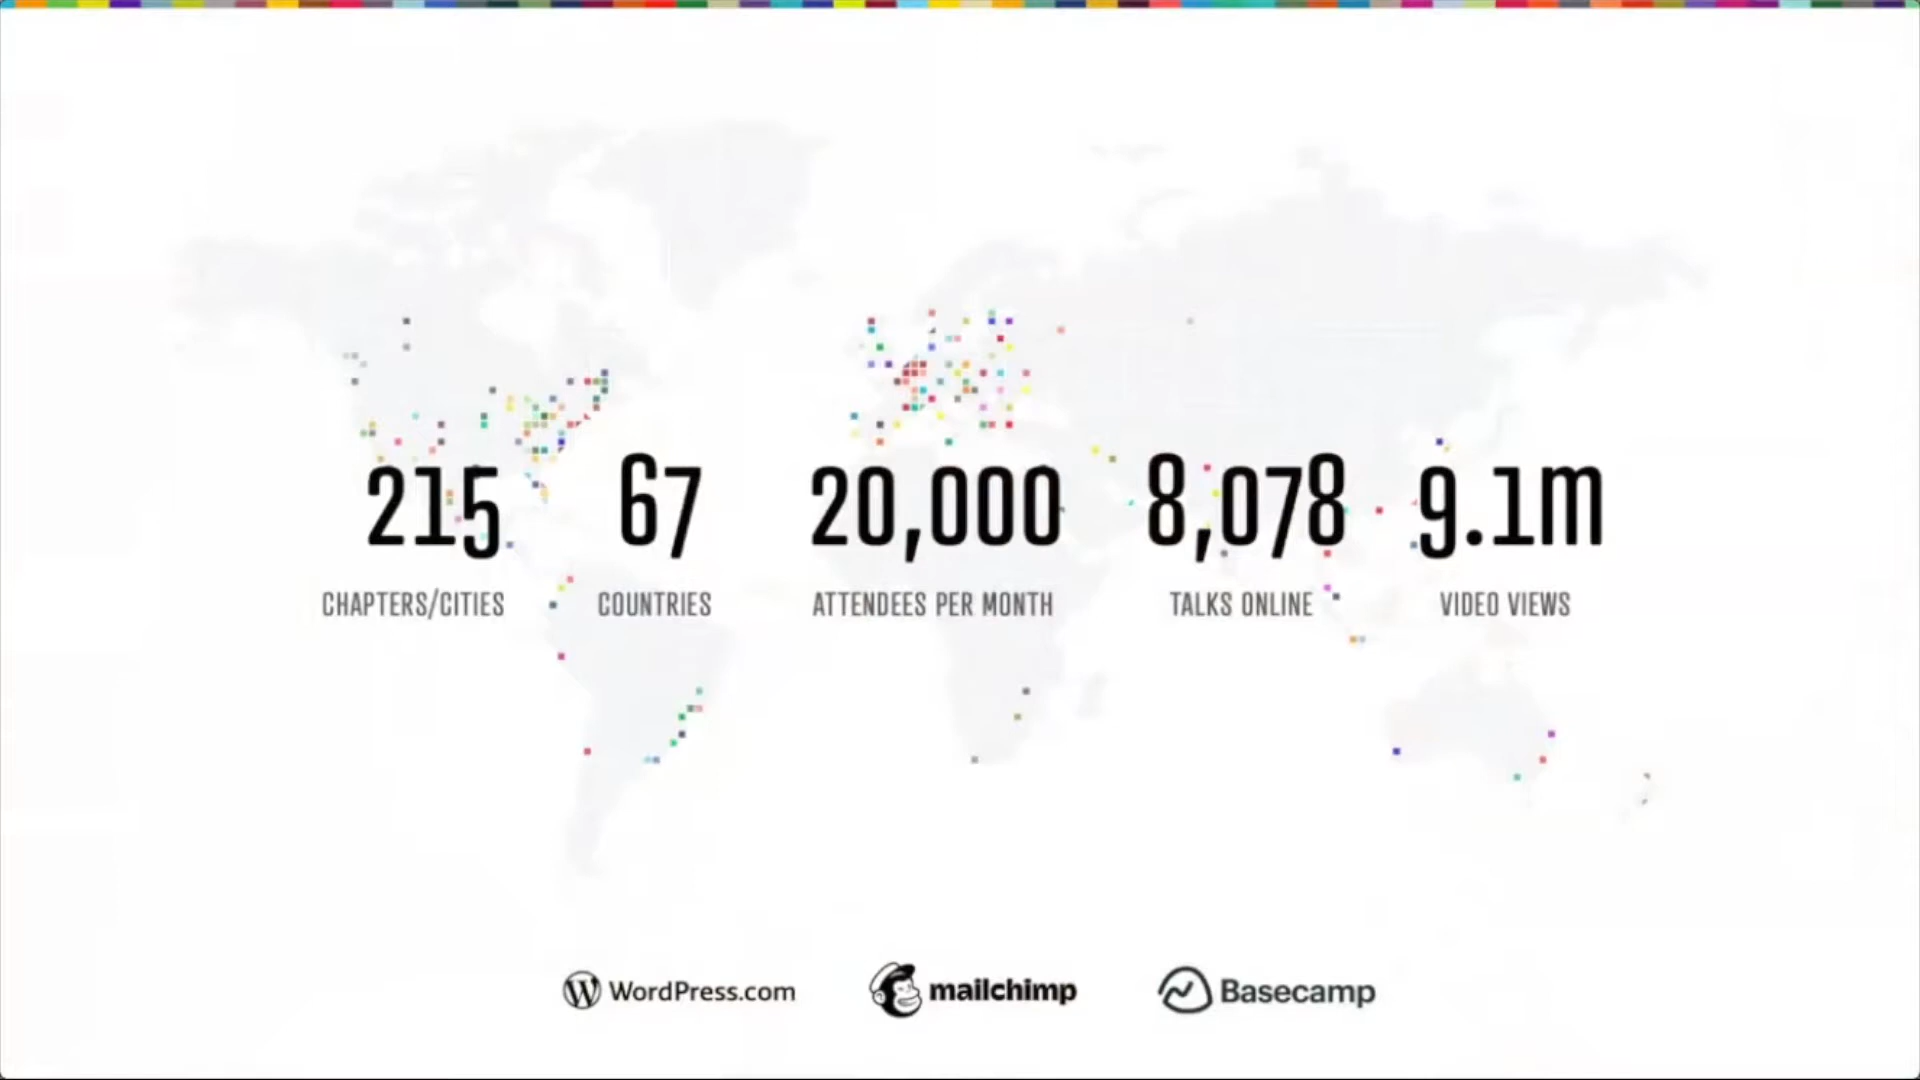 215 67 20,000 8,078 9.1m
CHAPTERS/CITIES COUNTRIES ATTENDEES PER MONTH TALKS ONLINE VIDEO VIEWS
WordPress.com mailchimp Basecamp